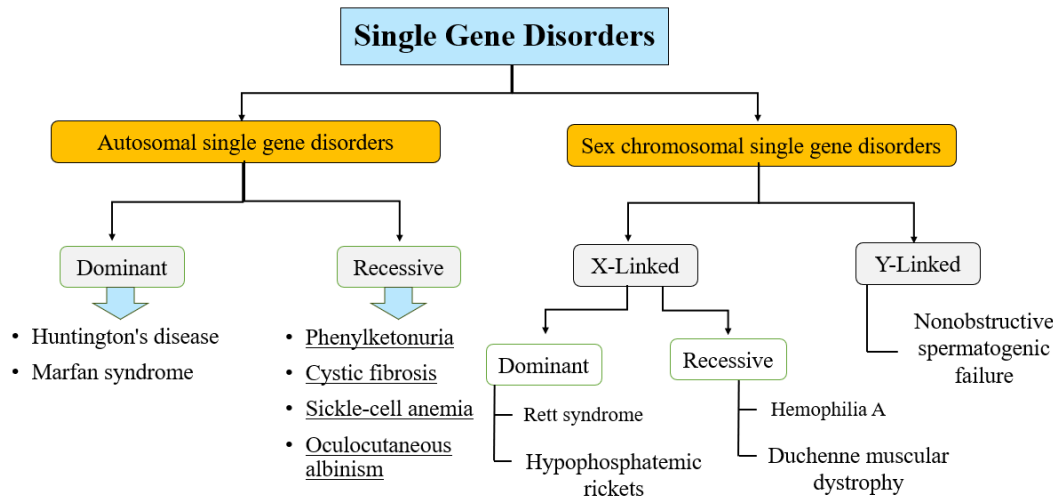 Single Gene Disorders
Autosomal single gene disorders
Sex chromosomal single gene disorders
Dominant
Recessive
X-Linked
Y-Linked
• Huntington's disease
• Marfan syndrome
• Phenylketonuria
• Cystic fibrosis
• Sickle-cell anemia
• Oculocutaneous
albinism
Dominant
Rett syndrome
Hypophosphatemic
rickets
Recessive
Hemophilia A
Duchenne muscular
dystrophy
Nonobstructive
spermatogenic
failure